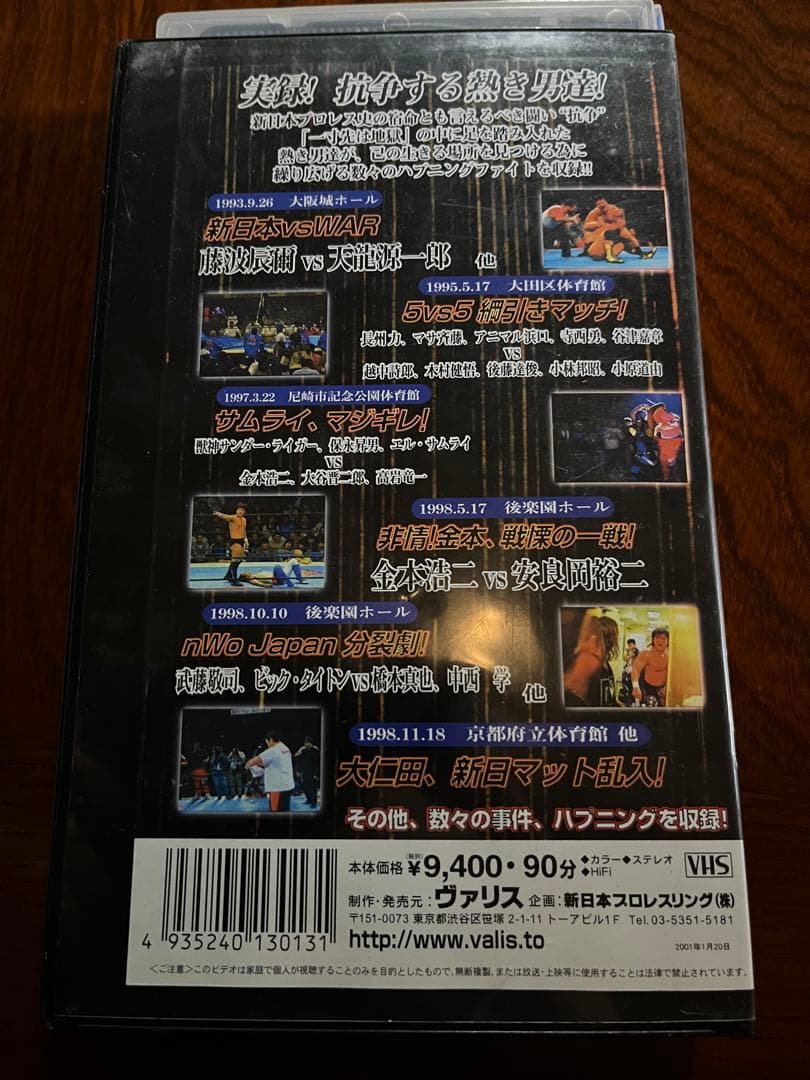 実録! 抗争する熱き男達!
新日本プロレス史の宿命とも言えるべき闘い“抗争”
「一寸先は地獄」の中に足を踏み入れた
熱き男達が、己の生きる場所を見つける為に
繰り広げる数々のハプニングファイトを収録!!
1993.9.26 大阪城ホール
新日本vsWAR
藤波辰爾 vs 天龍源一郎 他
1995.5.17 大田区体育館
5vs5 綱引きマッチ!
長州力、マサ斉藤、アニマル浜口、寺西勇、谷津嘉章
vs
越中詩郎、木村健悟、後藤達俊、小林邦昭、小原道由
1997.3.22 尼崎市記念公園体育館
サムライ、マジギレ!
獣神サンダー・ライガー、保永昇男、エル・サムライ
vs
金本浩二、大谷晋二郎、高岩竜一
1998.5.17 後楽園ホール
非情!金本、戦慄の一戦!
金本浩二 vs 安良岡裕二
1998.10.10 後楽園ホール
nWo Japan 分裂劇!
武藤敬司、ビック・タイトン vs 橋本真也、中西 学 他
1998.11.18 京都府立体育館 他
大仁田、新日マット乱入!
その他、数々の事件、ハプニングを収録!
本体価格(税別)¥9,400・90分 ◆カラー◆ステレオ ◆HiFi VHS
制作・発売元:ヴァリス 企画:新日本プロレスリング(株)
〒151-0073 東京都渋谷区笹塚 2-1-11 トーアビル1F Tel.03-5351-5181
http://www.valis.to
2001年1月20日
4 935240 130131
<ご注意>このビデオは家庭で個人が視聴することのみを目的としたもので、無断複製、または放送・上映等に使用することは法律で禁止されています。